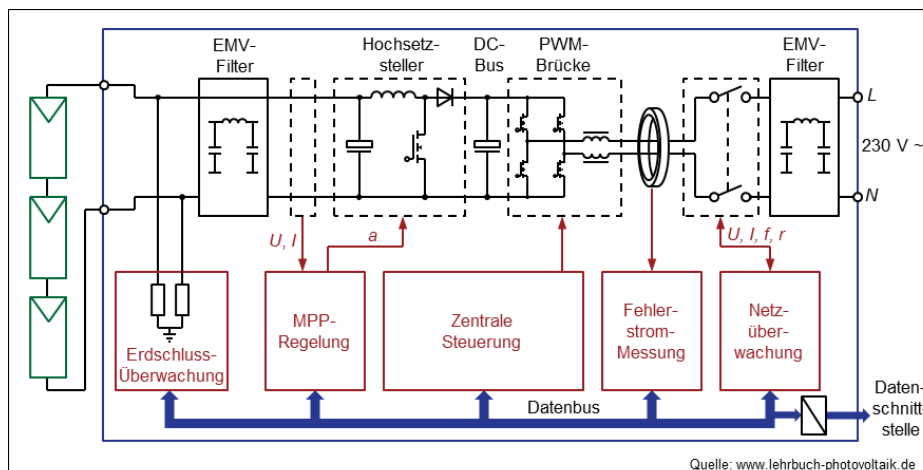 EMV-
Filter
Hochsetz-
steller
DC-
Bus
PWM-
Brücke
EMV-
Filter
L
230 V ~
N
U, I
a
U, I, f, r
Erdschluss-
Überwachung
MPP-
Regelung
Zentrale
Steuerung
Fehler-
strom-
Messung
Netz-
über-
wachung
Datenbus
Daten-
schnitt-
stelle
Quelle: www.lehrbuch-photovoltaik.de